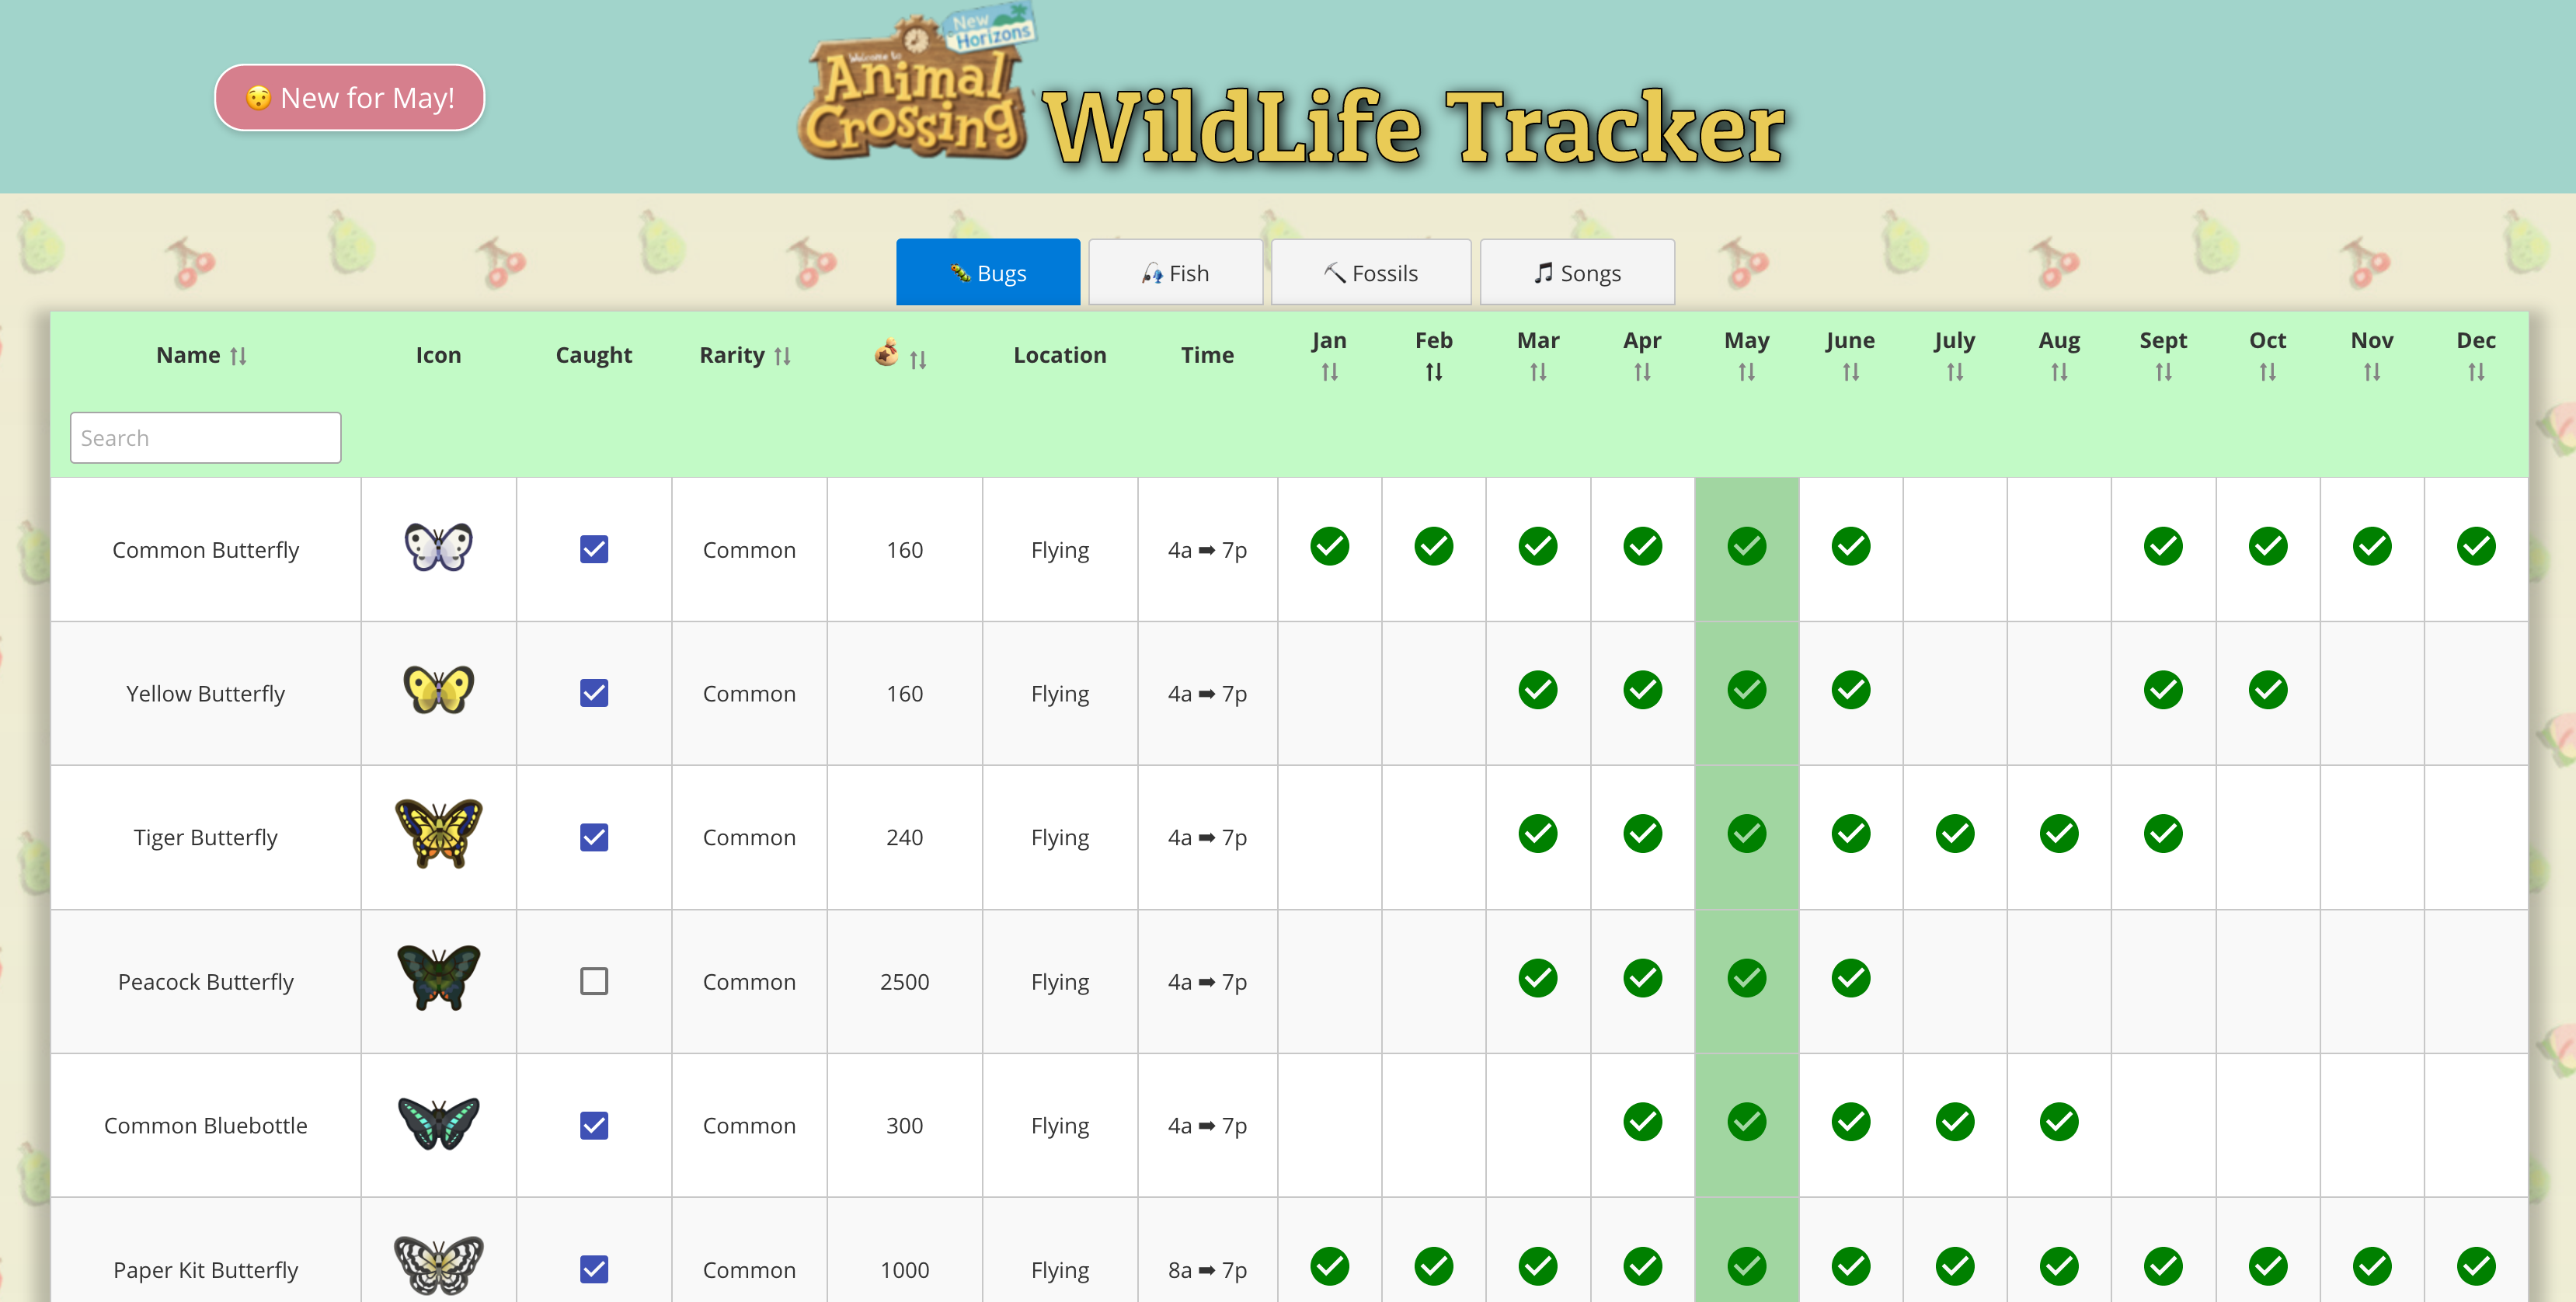 New for May!
Welcome to
Animal
Crossing
New
Horizons
WildLife Tracker
Bugs
Fish
Fossils
Songs
Name Icon Caught Rarity Location Time Jan Feb Mar Apr May June July Aug Sept Oct Nov Dec
Search
Common Butterfly Common 160 Flying 4a ➡ 7p
Yellow Butterfly Common 160 Flying 4a ➡ 7p
Tiger Butterfly Common 240 Flying 4a ➡ 7p
Peacock Butterfly Common 2500 Flying 4a ➡ 7p
Common Bluebottle Common 300 Flying 4a ➡ 7p
Paper Kit Butterfly Common 1000 Flying 8a ➡ 7p